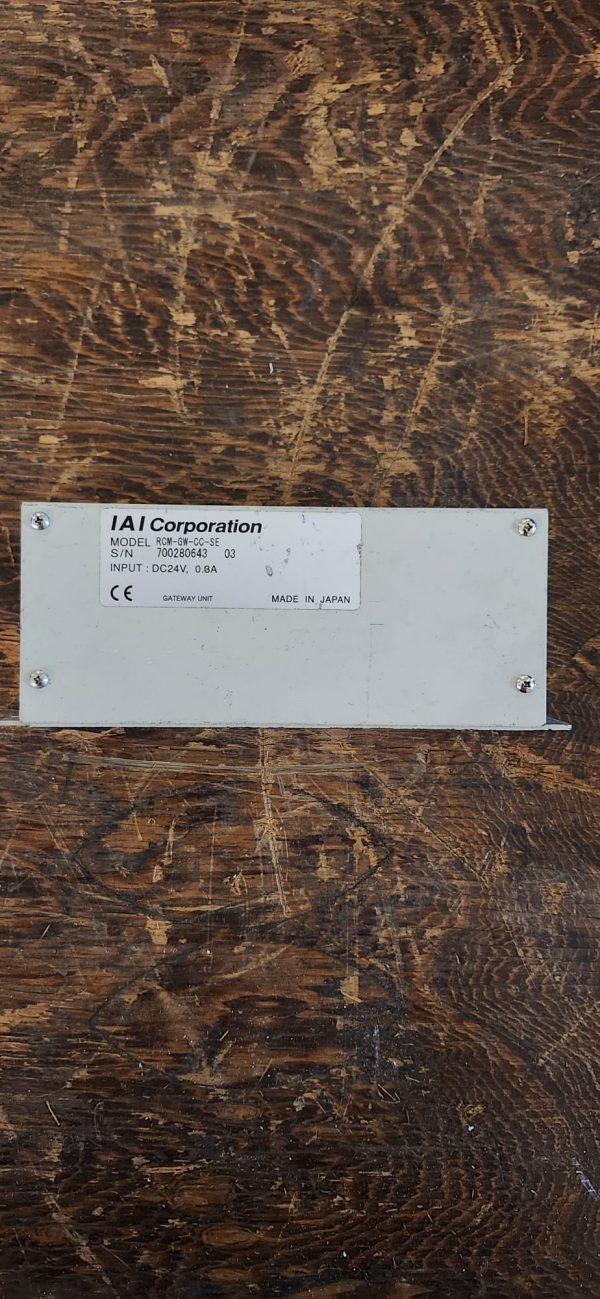 IAI Corporation
MODEL RCM-GW-CC-SE
S/N 700280643 03
INPUT : DC24V, 0.8A
CE GATEWAY UNIT MADE IN JAPAN